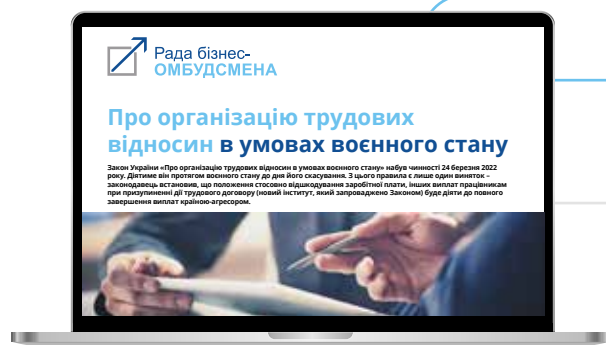 Рада бізнес-
ОМБУДСМЕНА
Про організацію трудових
відносин в умовах воєнного стану
Закон України «Про організацію трудових відносин в умовах воєнного стану» набув чинності 24 березня 2022
року. Діятиме він протягом воєнного стану до дня його скасування. З цього правила є лише один виняток –
законодавець встановив, що положення стосовно відшкодування заробітної плати, інших виплат працівникам
при призупиненні дії трудового договору (новий інститут, який запроваджено Законом) буде діяти до повного
завершення виплат країною-агресором.